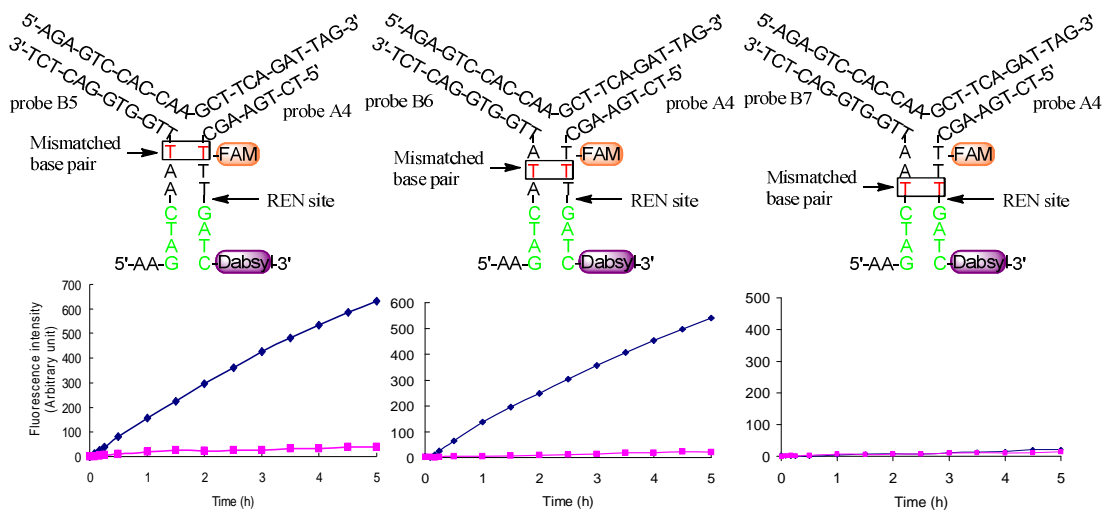 5'-AGA-GTC-CAC-CAA-GCT-TCA-GAT-TAG-3'
3'-TCT-CAG-GTG-GTT
CGA-AGT-CT-5'
probe B5
probe A4
Mismatched base pair
T T
FAM
A T
A T
REN site
C G
T A
A T
5'-AA-G C-Dabsyl-3'
5'-AGA-GTC-CAC-CAA-GCT-TCA-GAT-TAG-3'
3'-TCT-CAG-GTG-GTT
CGA-AGT-CT-5'
probe B6
probe A4
Mismatched base pair
A T
FAM
T T
A T
REN site
C G
T A
A T
5'-AA-G C-Dabsyl-3'
5'-AGA-GTC-CAC-CAA-GCT-TCA-GAT-TAG-3'
3'-TCT-CAG-GTG-GTT
CGA-AGT-CT-5'
probe B7
probe A4
Mismatched base pair
A T
FAM
A T
T T
REN site
C G
T A
A T
5'-AA-G C-Dabsyl-3'
Fluorescence intensity
(Arbitrary unit)
700
600
500
400
300
200
100
0
0 1 2 3 4 5
Time (h)
600
500
400
300
200
100
0
0 1 2 3 4 5
Time (h)
500
400
300
200
100
0
0 1 2 3 4 5
Time (h)